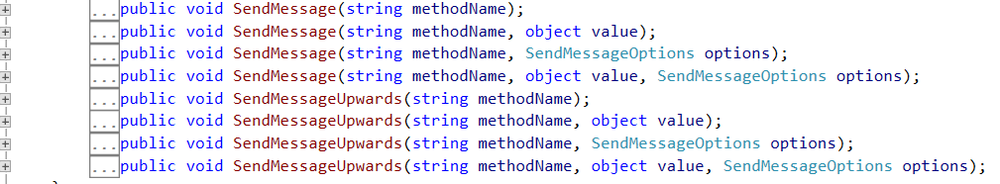 ...public void SendMessage(string methodName);
...public void SendMessage(string methodName, object value);
...public void SendMessage(string methodName, SendMessageOptions options);
...public void SendMessage(string methodName, object value, SendMessageOptions options);
...public void SendMessageUpwards(string methodName);
...public void SendMessageUpwards(string methodName, object value);
...public void SendMessageUpwards(string methodName, SendMessageOptions options);
...public void SendMessageUpwards(string methodName, object value, SendMessageOptions options);